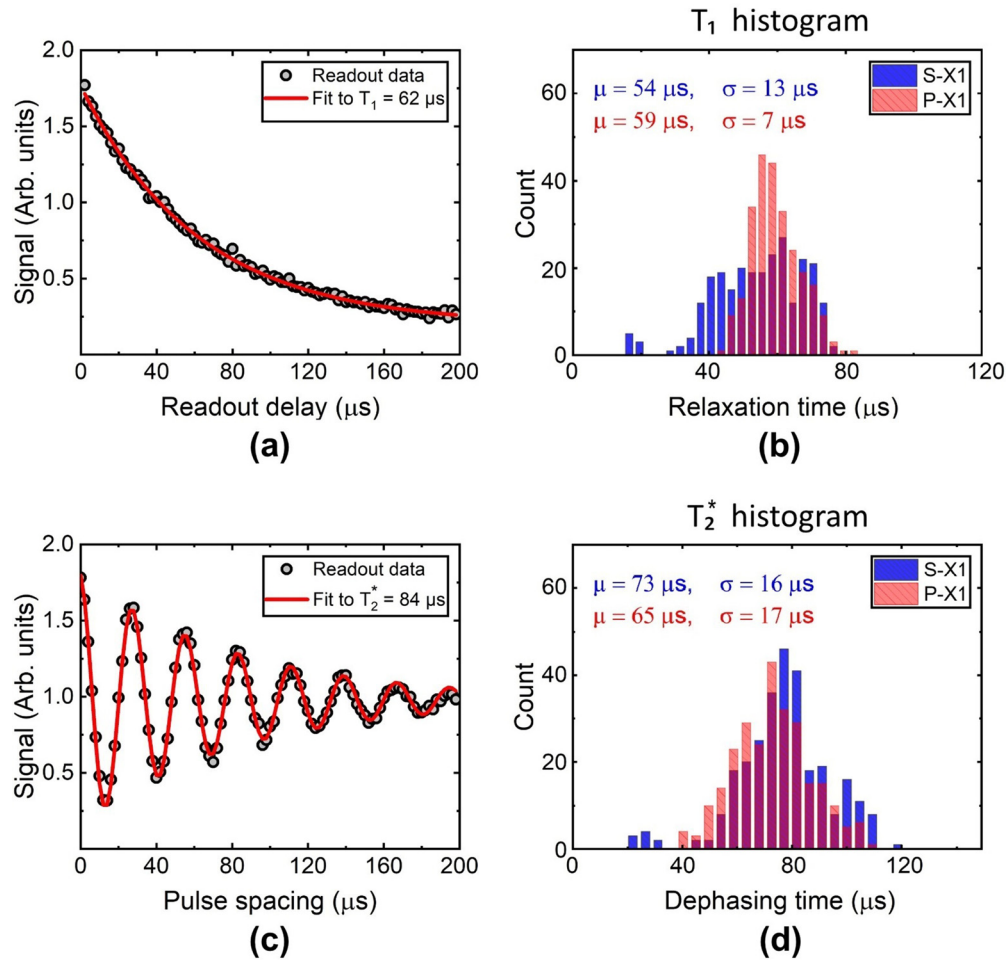 2.0
1.5
1.0
0.5
Signal (Arb. units)
Readout data
Fit to T₁ = 62 μs
0 40 80 120 160 200
Readout delay (μs)
(a)
T₁ histogram
60
40
20
0
Count
μ = 54 μs, σ = 13 μs
μ = 59 μs, σ = 7 μs
S-X1
P-X1
0 40 80 120
Relaxation time (μs)
(b)
2.0
1.5
1.0
0.5
Signal (Arb. units)
Readout data
Fit to T₂* = 84 μs
0 40 80 120 160 200
Pulse spacing (μs)
(c)
T₂* histogram
60
40
20
0
Count
μ = 73 μs, σ = 16 μs
μ = 65 μs, σ = 17 μs
S-X1
P-X1
0 40 80 120
Dephasing time (μs)
(d)